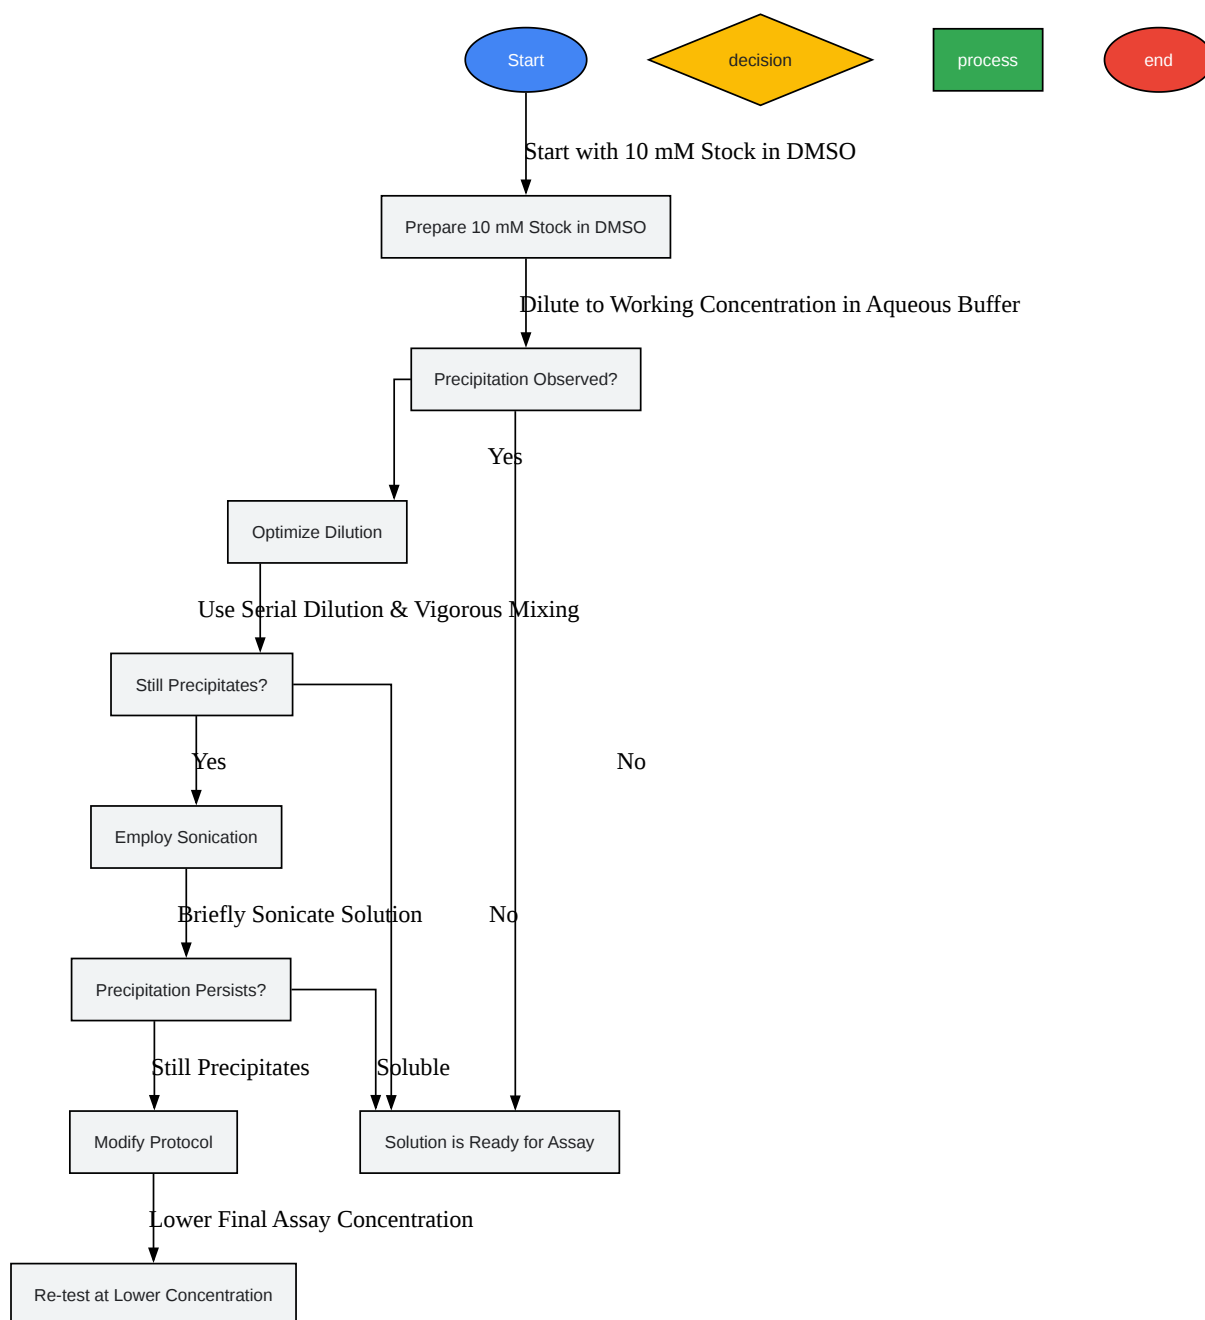 Start
decision
process
end
Start with 10 mM Stock in DMSO
Prepare 10 mM Stock in DMSO
Dilute to Working Concentration in Aqueous Buffer
Precipitation Observed?
Yes
Optimize Dilution
Use Serial Dilution & Vigorous Mixing
Still Precipitates?
Yes
No
Employ Sonication
Briefly Sonicate Solution
No
Precipitation Persists?
Still Precipitates
Soluble
Modify Protocol
Solution is Ready for Assay
Lower Final Assay Concentration
Re-test at Lower Concentration